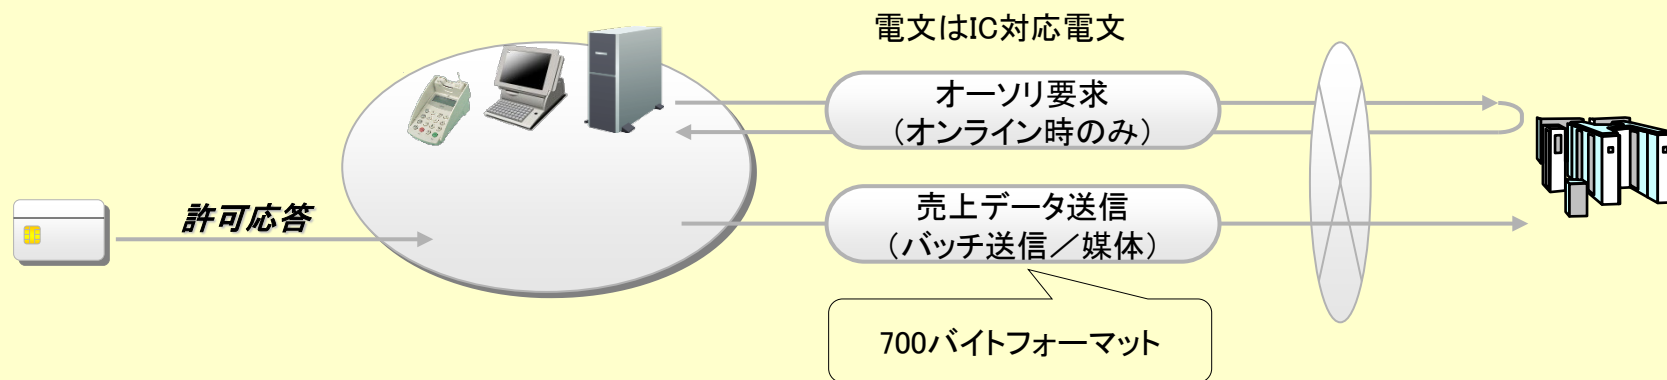 電文はIC対応電文
オーソリ要求
（オンライン時のみ）
許可応答
売上データ送信
（バッチ送信／媒体）
700バイトフォーマット